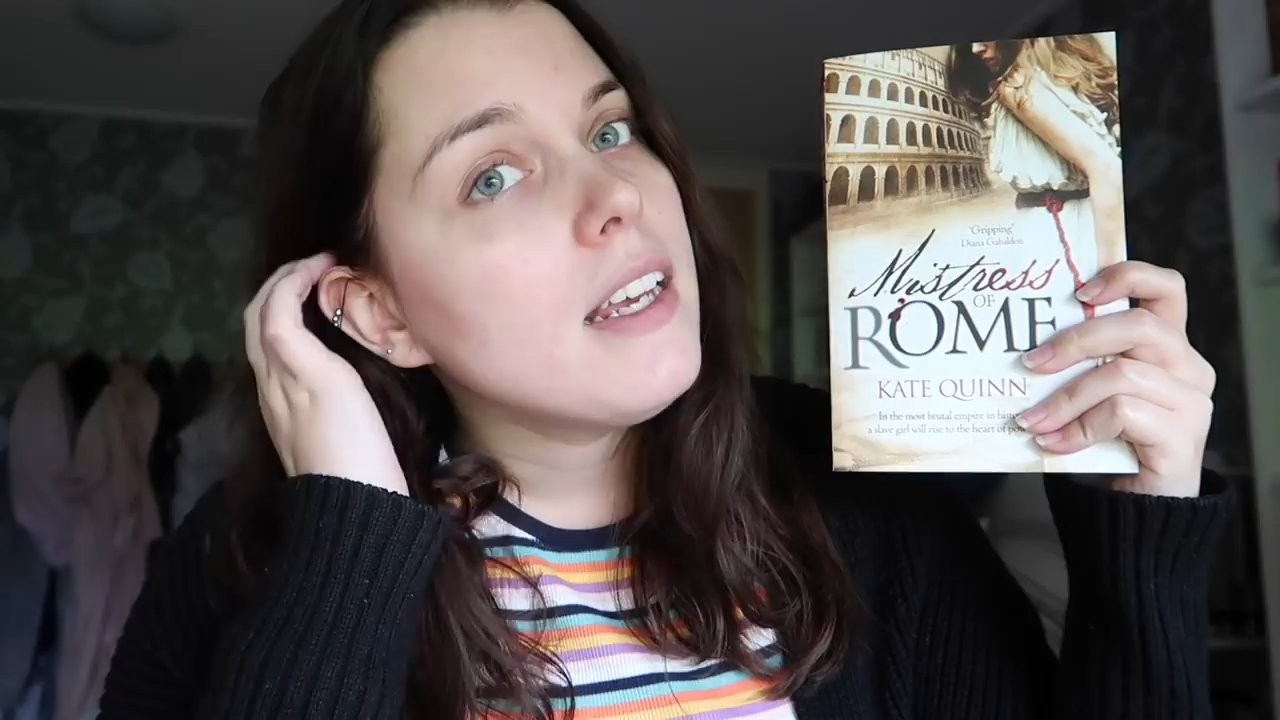 'Gripping'
Diana Gabaldon
Mistress
OF
ROME
KATE QUINN
In the most brutal empire in
a slave girl will rise to the heart of